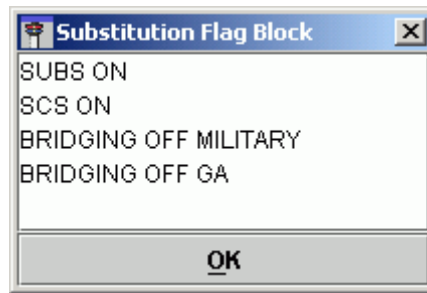 Substitution Flag Block
SUBS ON
SCS ON
BRIDGING OFF MILITARY
BRIDGING OFF GA
OK